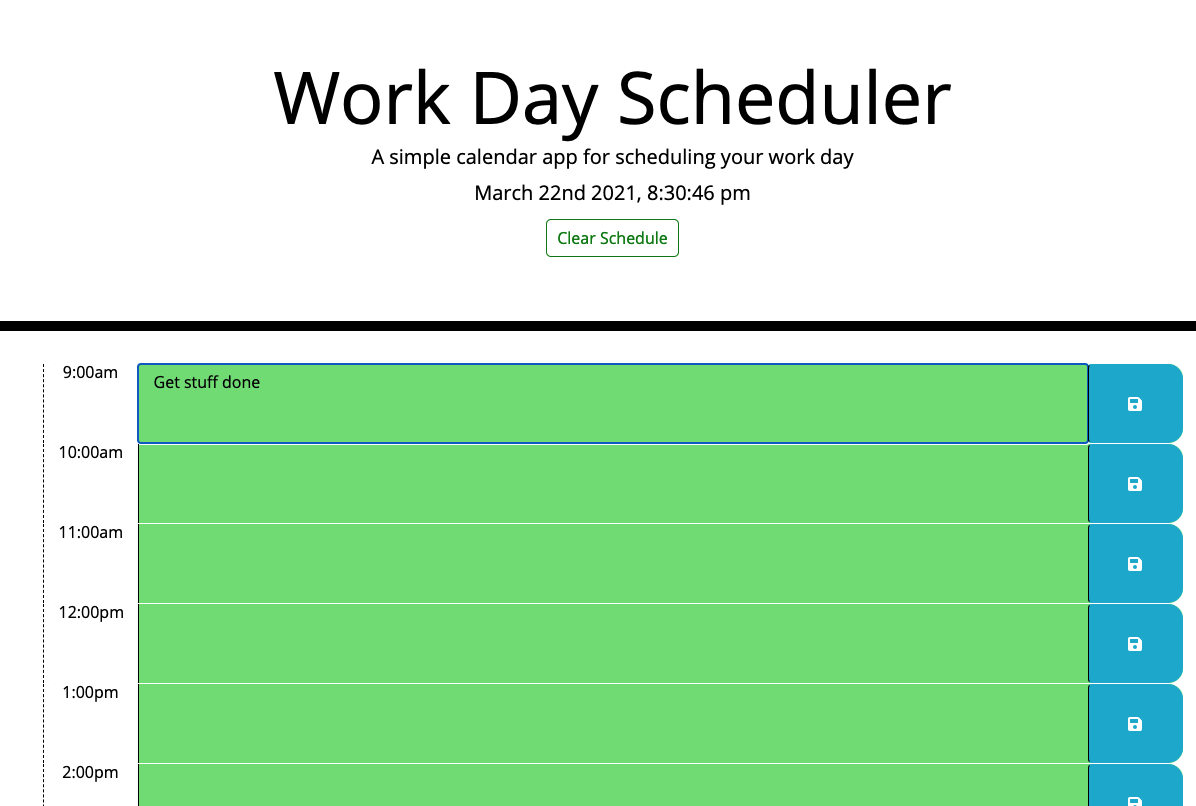 Work Day Scheduler
A simple calendar app for scheduling your work day
March 22nd 2021, 8:30:46 pm
Clear Schedule
9:00am
Get stuff done
10:00am
11:00am
12:00pm
1:00pm
2:00pm